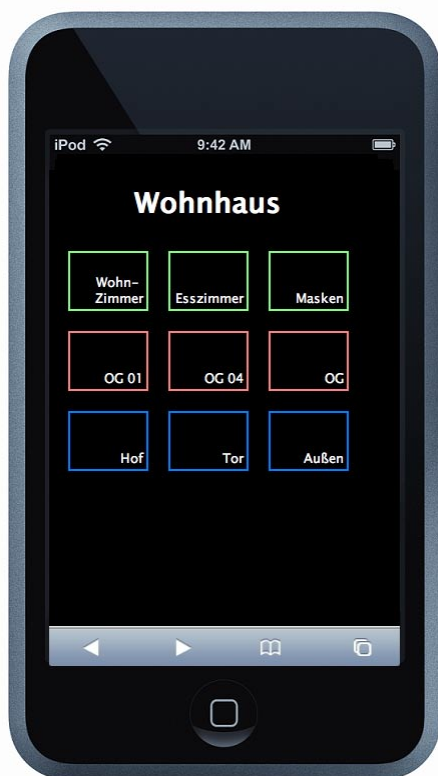 iPod 9:42 AM
Wohnhaus
Wohn-
Zimmer Esszimmer Masken
OG 01 OG 04 OG
Hof Tor Außen